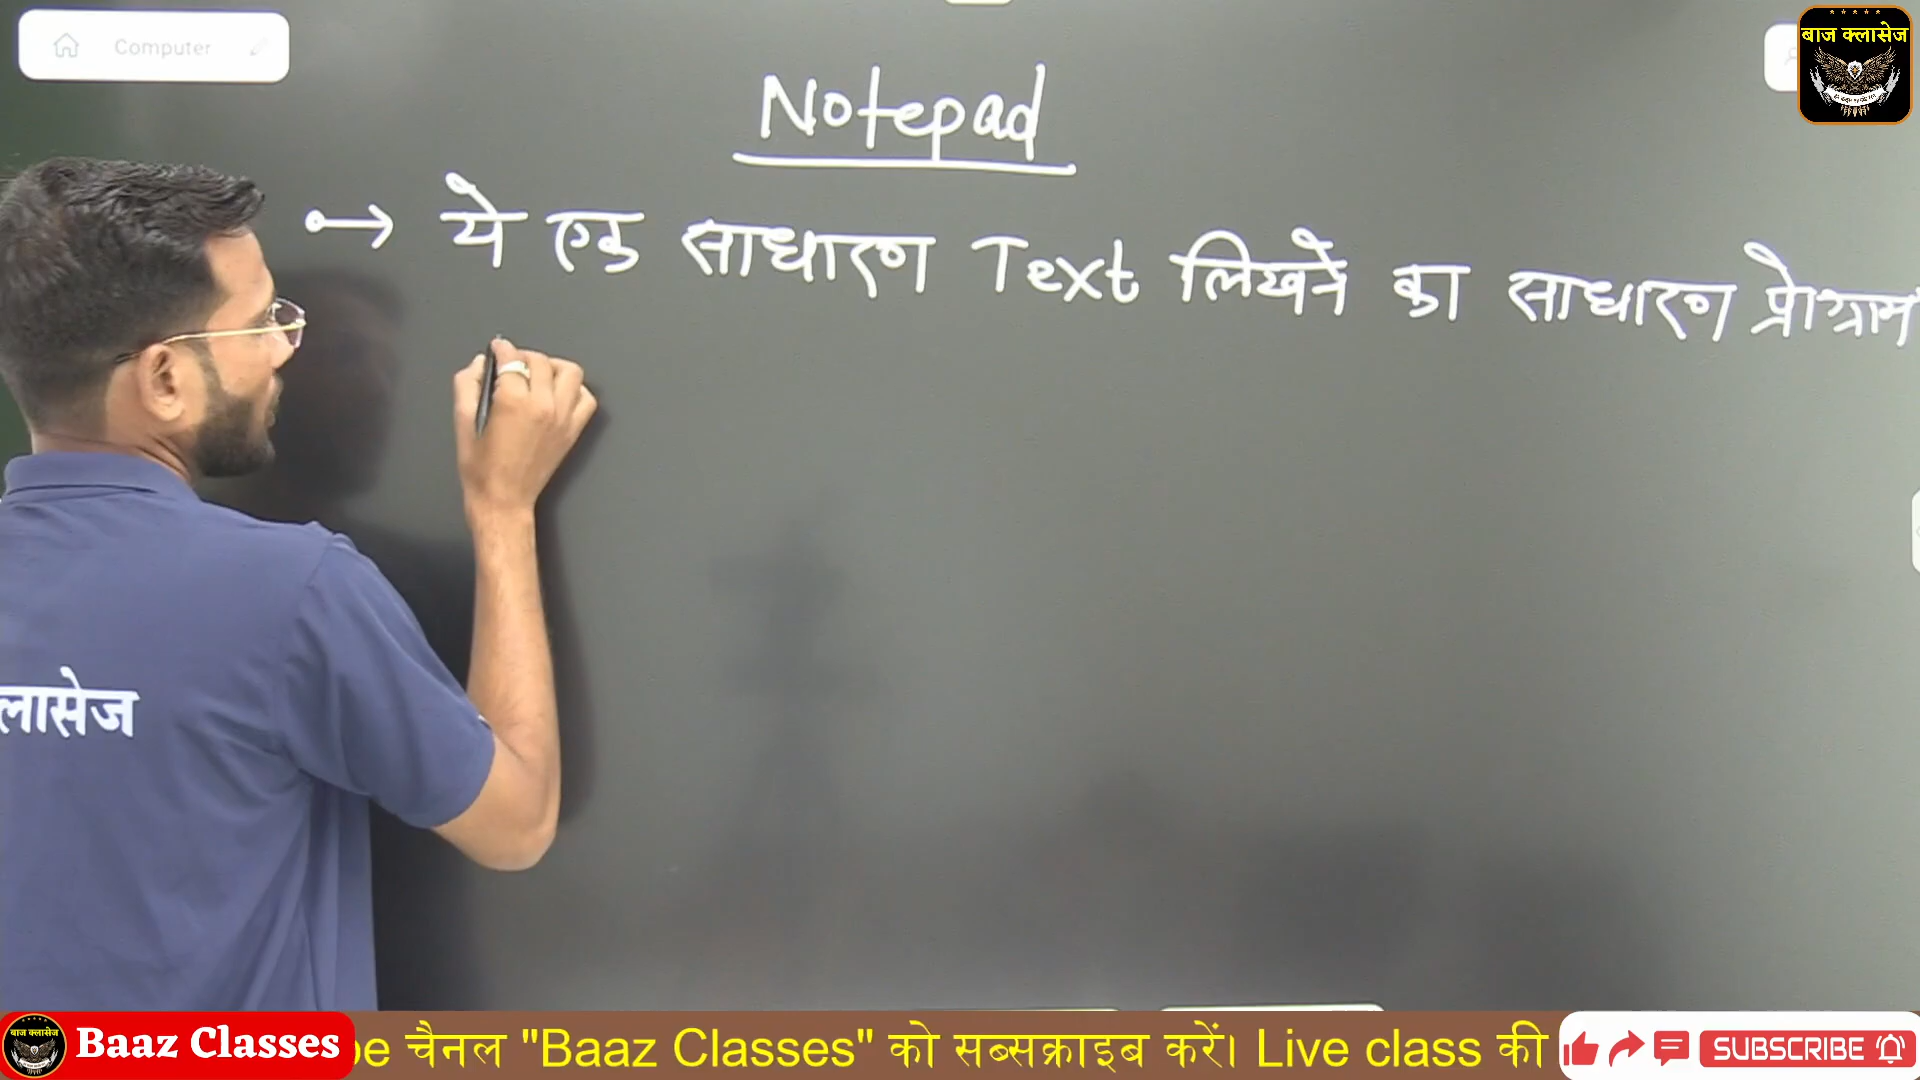 Computer
बाज क्लासेज
Notepad
→ ये एक साधारण Text लिखने का साधारण प्रोग्राम
लासेज
Baaz Classes
be चैनल "Baaz Classes" को सब्सक्राइब करें। Live class की
SUBSCRIBE
बाज क्लासेज